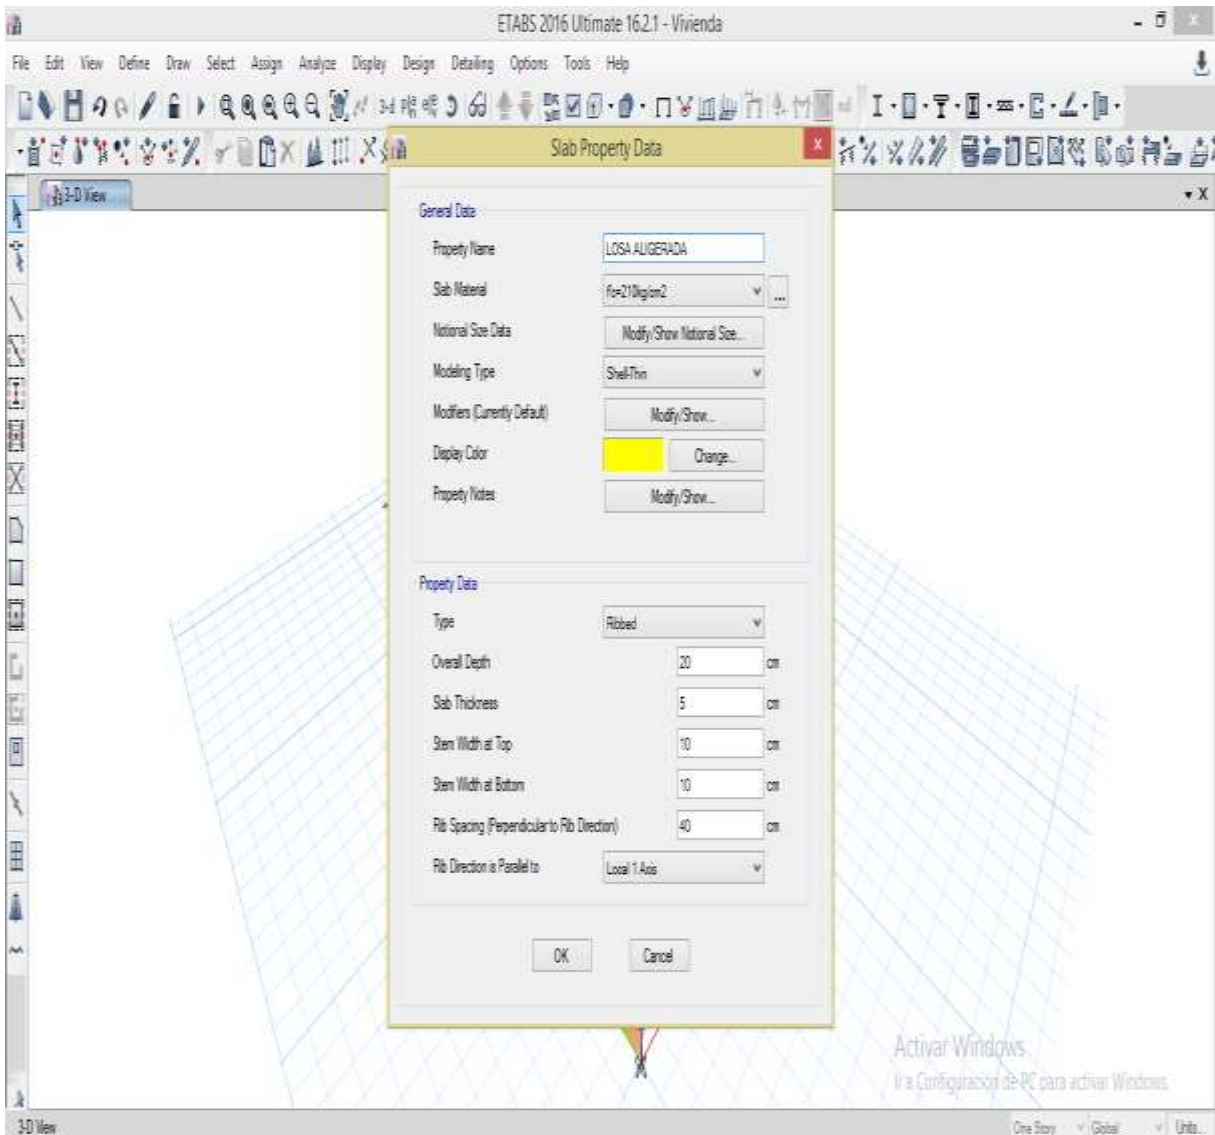 ETABS 2016 Ultimate 16.2.1 - Vivienda
File Edit View Define Draw Select Assign Analyze Display Design Detailing Options Tools Help
Slab Property Data
3-D View
General Data
Property Name LOSA ALIGERADA
Slab Material f'c=210kg/cm2 ...
Notional Size Data Modify/Show Notional Size...
Modeling Type Shell-Thin
Modifiers (Currently Default) Modify/Show...
Display Color Change...
Property Notes Modify/Show...
Property Data
Type Ribbed
Overall Depth 20 cm
Slab Thickness 5 cm
Stem Width at Top 10 cm
Stem Width at Bottom 10 cm
Rib Spacing (Perpendicular to Rib Direction) 40 cm
Rib Direction is Parallel to Local 1 Axis
OK Cancel
Activar Windows
Ir a Configuración de PC para activar Windows.
3-D View One Story Global Units...